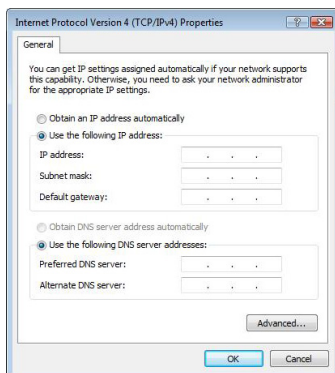 Internet Protocol Version 4 (TCP/IPv4) Properties
General
You can get IP settings assigned automatically if your network supports
this capability. Otherwise, you need to ask your network administrator
for the appropriate IP settings.
Obtain an IP address automatically
Use the following IP address:
IP address:
Subnet mask:
Default gateway:
Obtain DNS server address automatically
Use the following DNS server addresses:
Preferred DNS server:
Alternate DNS server:
Advanced...
OK Cancel